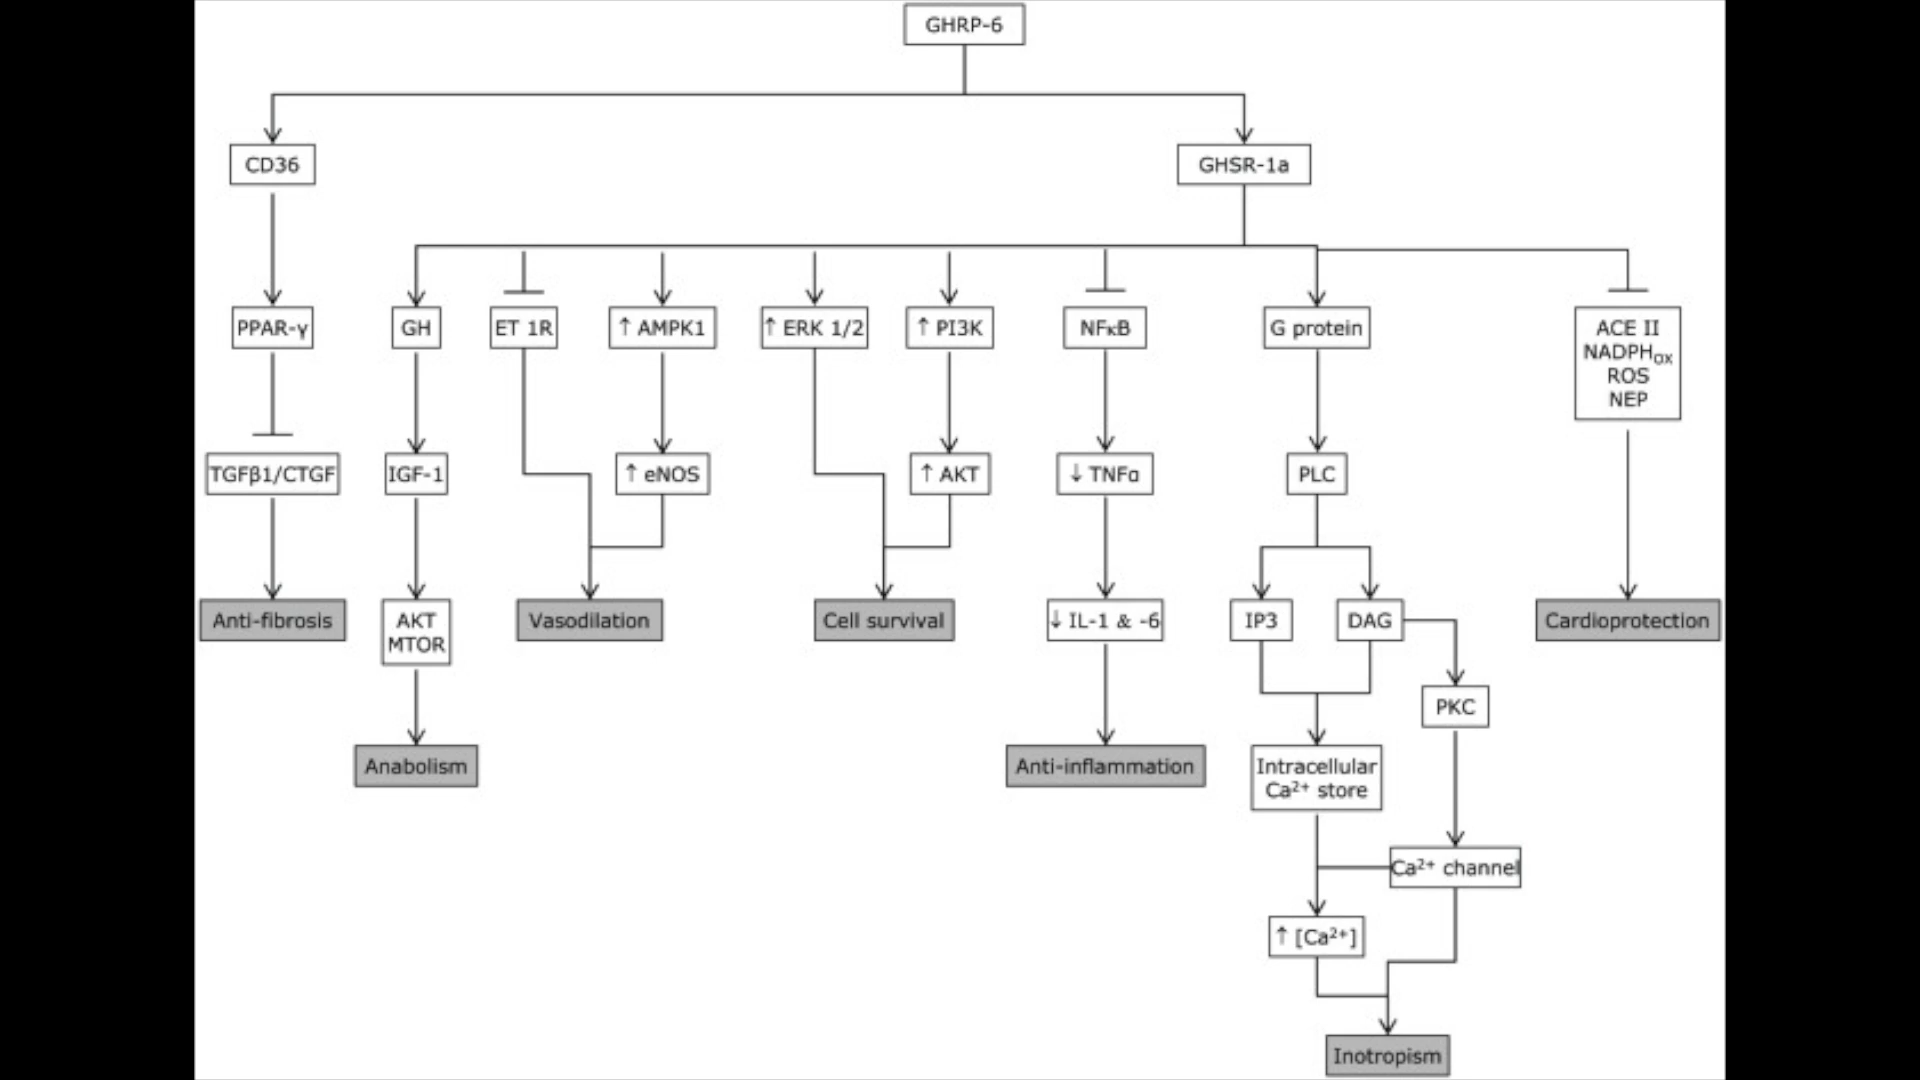 GHRP-6
CD36
GHSR-1a
PPAR-γ
GH
ET 1R
↑ AMPK1
↑ ERK 1/2
↑ PI3K
NFκB
G protein
ACE II
NADPHox
ROS
NEP
TGFβ1/CTGF
IGF-1
↑ eNOS
↑ AKT
↓ TNFα
PLC
Anti-fibrosis
AKT
MTOR
Vasodilation
Cell survival
↓ IL-1 & -6
IP3
DAG
Cardioprotection
PKC
Anabolism
Anti-inflammation
Intracellular
Ca²⁺ store
Ca²⁺ channel
↑ [Ca²⁺]
Inotropism